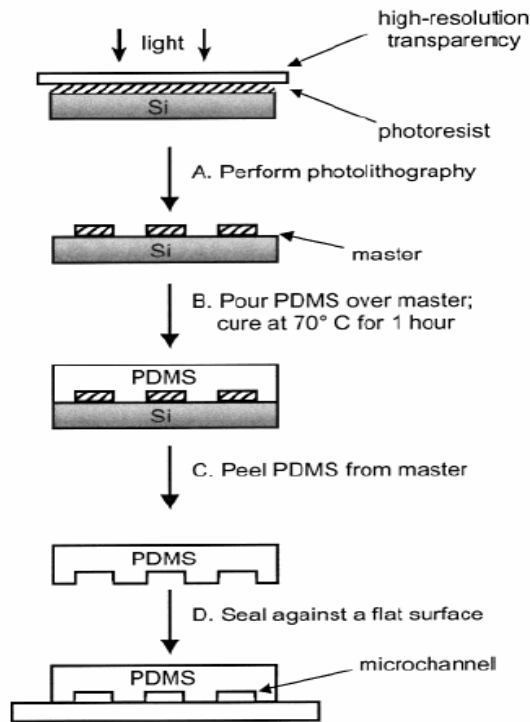 light
high-resolution
transparency
Si
photoresist
A. Perform photolithography
Si
master
B. Pour PDMS over master;
cure at 70° C for 1 hour
PDMS
Si
C. Peel PDMS from master
PDMS
D. Seal against a flat surface
microchannell
PDMS